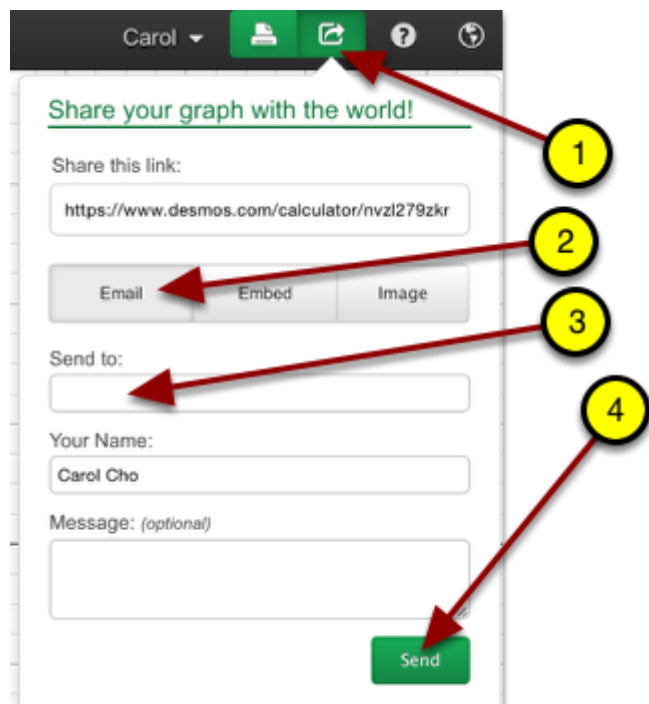 Carol
Share your graph with the world!
1
Share this link:
https://www.desmos.com/calculator/nvzl279zkr
2
Email Embed Image
3
Send to:
4
Your Name:
Carol Cho
Message: (optional)
Send